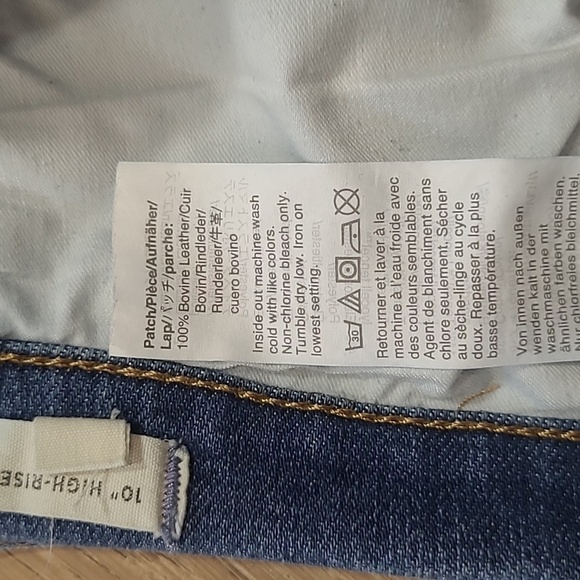 Patch/Pièce/Aufnäher/
Lap/パッチ/parche:
100% Bovine Leather/Cuir
Bovin/Rindleder/
Runderleer/牛革/
cuero bovino
Inside out machine wash
cold with like colors.
Non-chlorine bleach only.
Tumble dry low. Iron on
lowest setting.
30
Retourner et laver à la
machine à l'eau froide avec
des couleurs semblables.
Agent de blanchiment sans
chlore seulement, Sécher
au sèche-linge au cycle
doux. Repasser à la plus
basse température.
Von innen nach außen
wenden kann der
waschmaschine mit
ähnlichen farben waschen.
10" HIGH-RISE